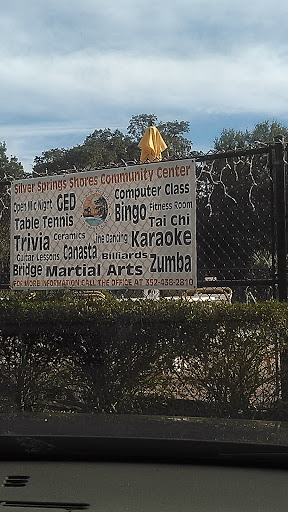 Silver Springs Shores Community Center
Open Mic Night GED Computer Class
Table Tennis Bingo Fitness Room
Tai Chi
Trivia Ceramics Line Dancing Karaoke
Guitar Lessons Canasta Billiards
Bridge Martial Arts Zumba
FOR MORE INFORMATION CALL THE OFFICE AT 352-438-2810